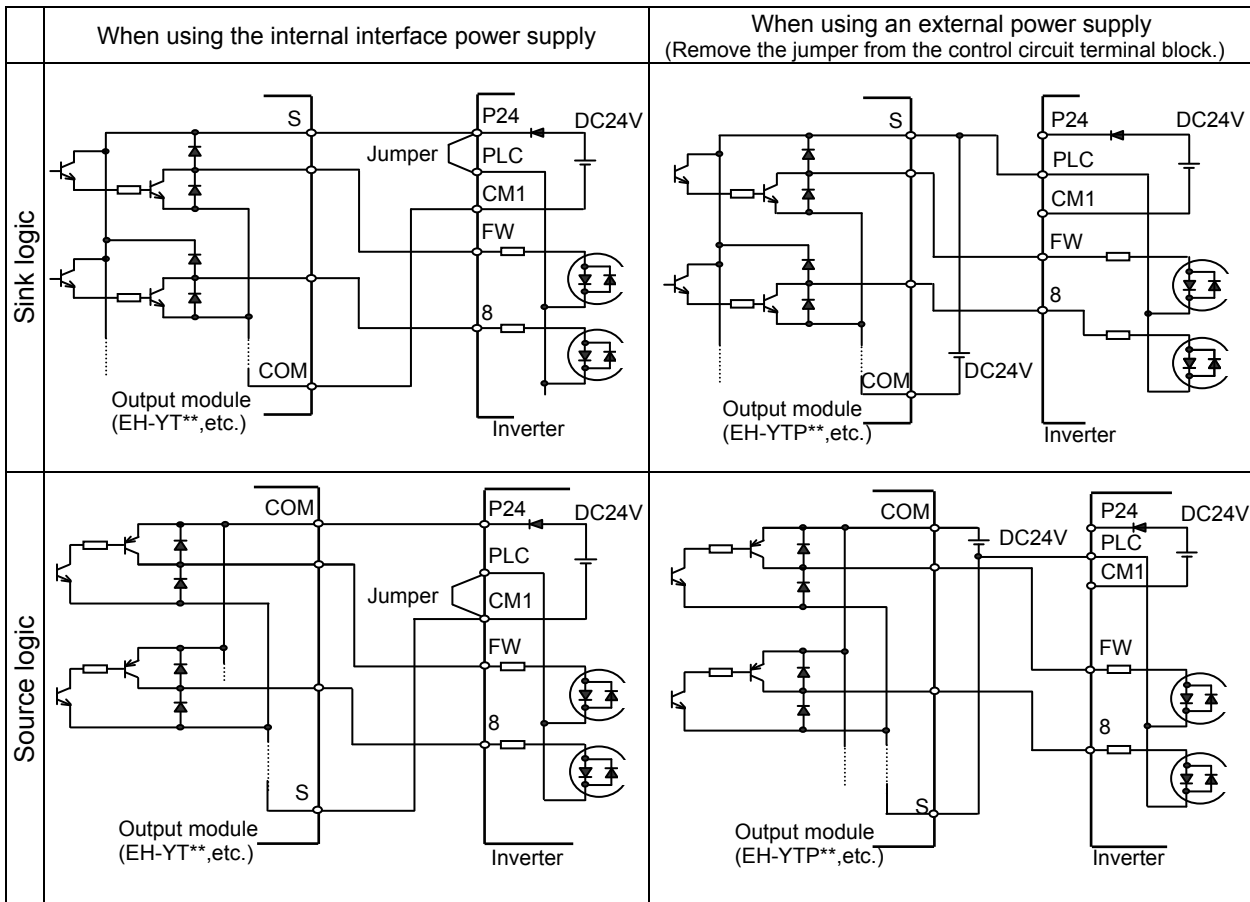 When using the internal interface power supply
When using an external power supply
(Remove the jumper from the control circuit terminal block.)
Sink logic
S
P24
DC24V
Jumper
PLC
CM1
FW
8
COM
Output module
(EH-YT**,etc.)
Inverter
S
P24
DC24V
PLC
CM1
FW
8
COM
DC24V
Output module
(EH-YTP**,etc.)
Inverter
Source logic
COM
P24
DC24V
PLC
Jumper
CM1
FW
8
S
Output module
(EH-YT**,etc.)
Inverter
COM
DC24V
P24
DC24V
PLC
CM1
FW
8
S
Output module
(EH-YTP**,etc.)
Inverter